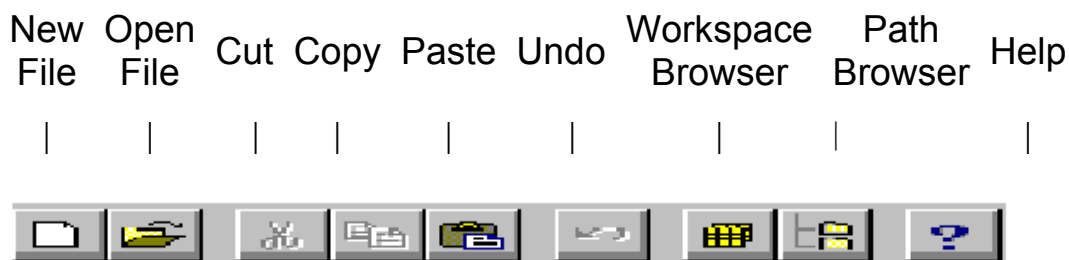 New Open Cut Copy Paste Undo Workspace Path Help
File File Browser Browser